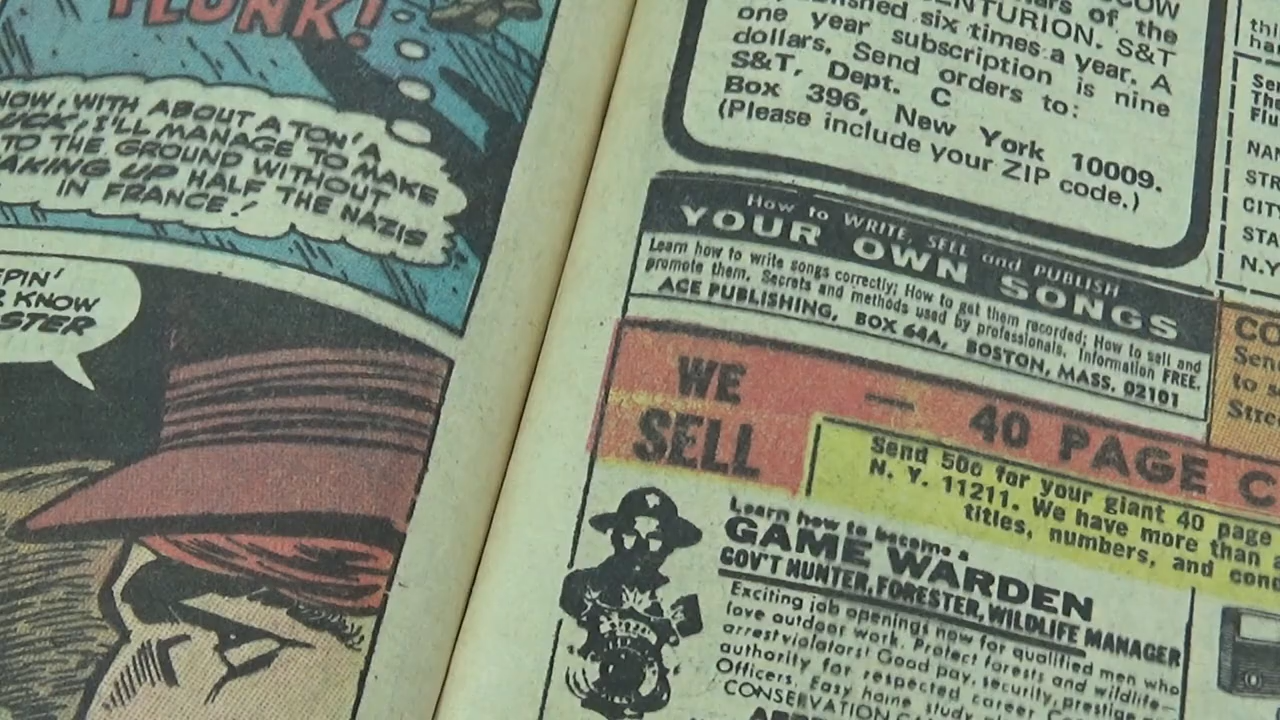 PLUNK!
NOW, WITH ABOUT A TON'A
LUCK, I'LL MANAGE TO MAKE
TO THE GROUND WITHOUT
WAKING UP HALF THE NAZIS
IN FRANCE!
KNOW
of the
CENTURION. S&T
six times a year. A
one year subscription is nine
dollars. Send orders to:
S&T, Dept. C
Box 396, New York 10009.
(Please include your ZIP code.)
How to WRITE, SELL and PUBLISH
YOUR OWN SONGS
Learn how to write songs correctly; How to get them recorded; How to sell and
promote them. Secrets and methods used by professionals. Information FREE.
ACE PUBLISHING, BOX 64A, BOSTON, MASS. 02101
WE
SELL
— 40 PAGE C
Send 50¢ for your giant 40 page
N. Y. 11211. We have more than
titles, numbers, and
Learn how to become a
GAME WARDEN
GOV'T HUNTER, FORESTER, WILDLIFE MANAGER
Exciting job openings now for qualified men who
love outdoor work. Protect forests and wildlife—
arrest violators! Good pay, security, prestige,
authority for respected career
Officers. Easy home study
CONSERVATION
N.Y